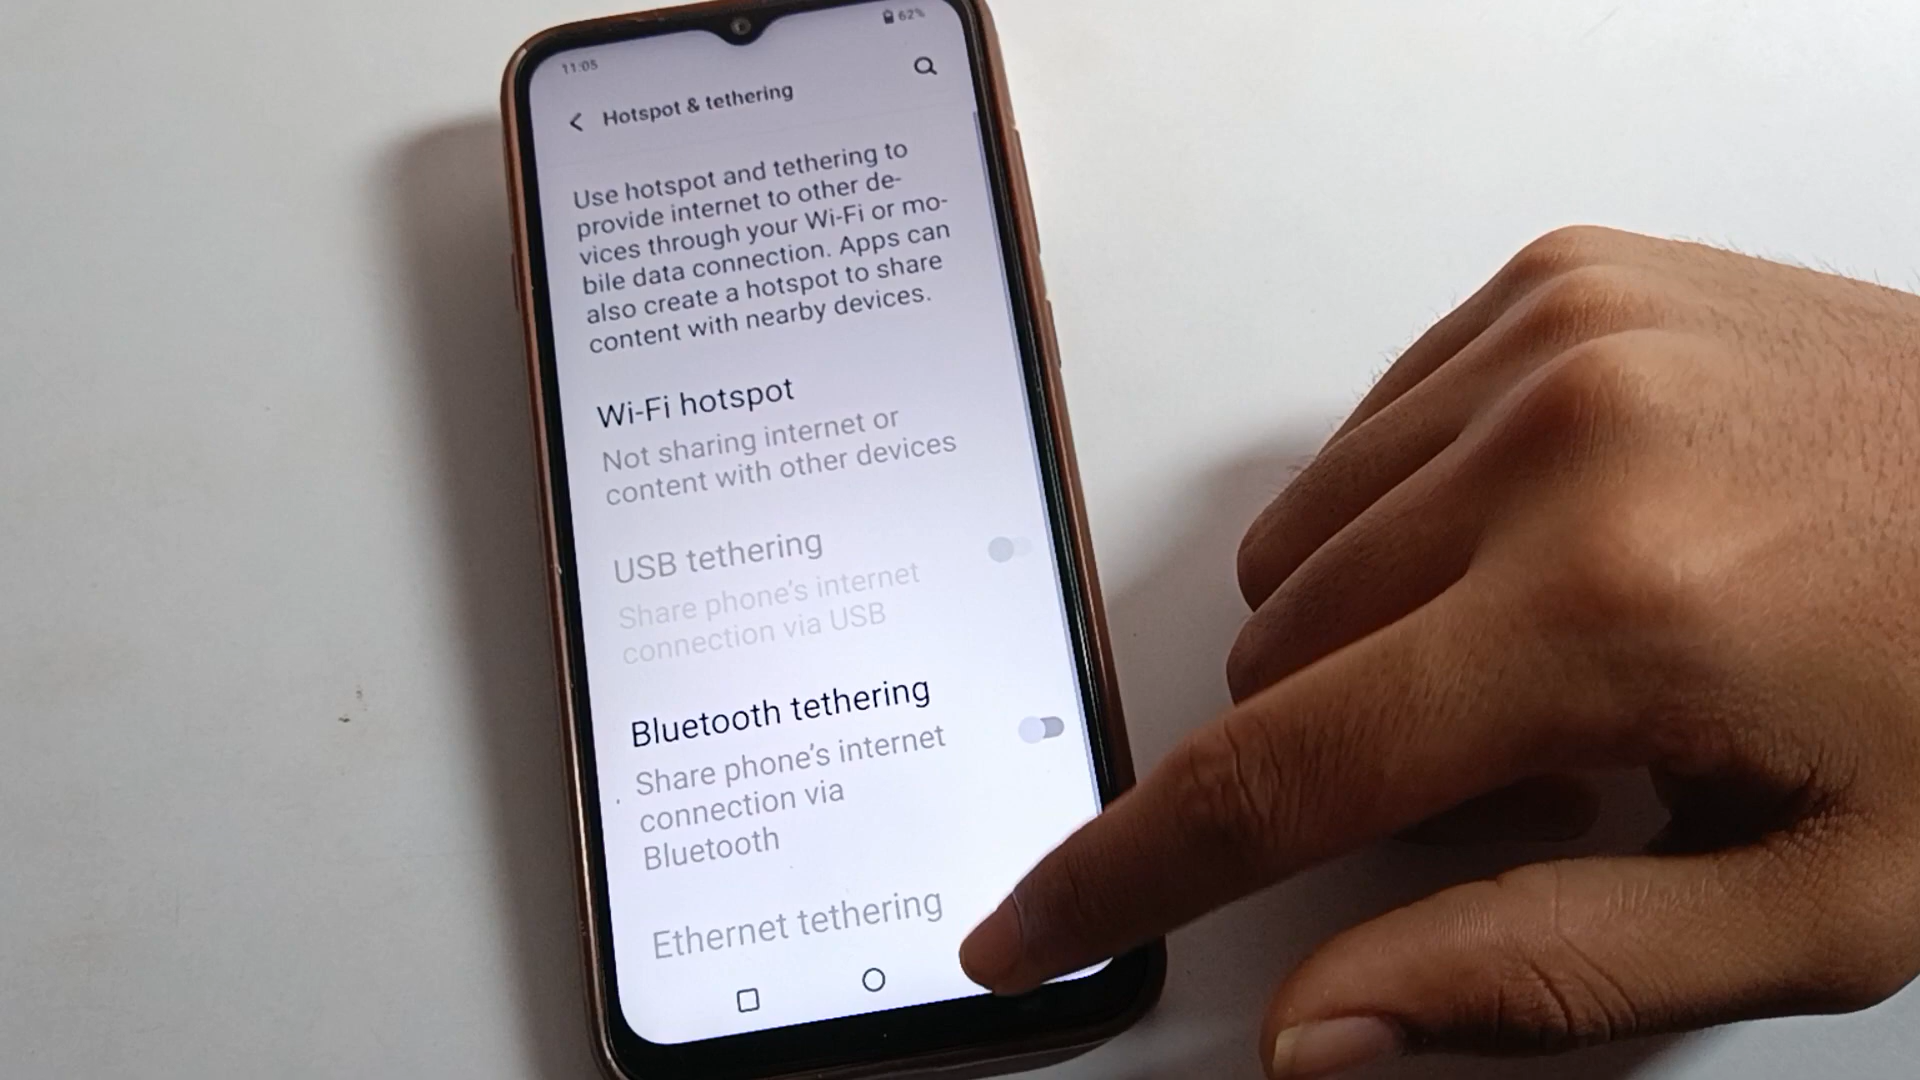 11:05
62%
Hotspot & tethering
Use hotspot and tethering to
provide internet to other de-
vices through your Wi-Fi or mo-
bile data connection. Apps can
also create a hotspot to share
content with nearby devices.
Wi-Fi hotspot
Not sharing internet or
content with other devices
USB tethering
Share phone's internet
connection via USB
Bluetooth tethering
Share phone's internet
connection via
Bluetooth
Ethernet tethering